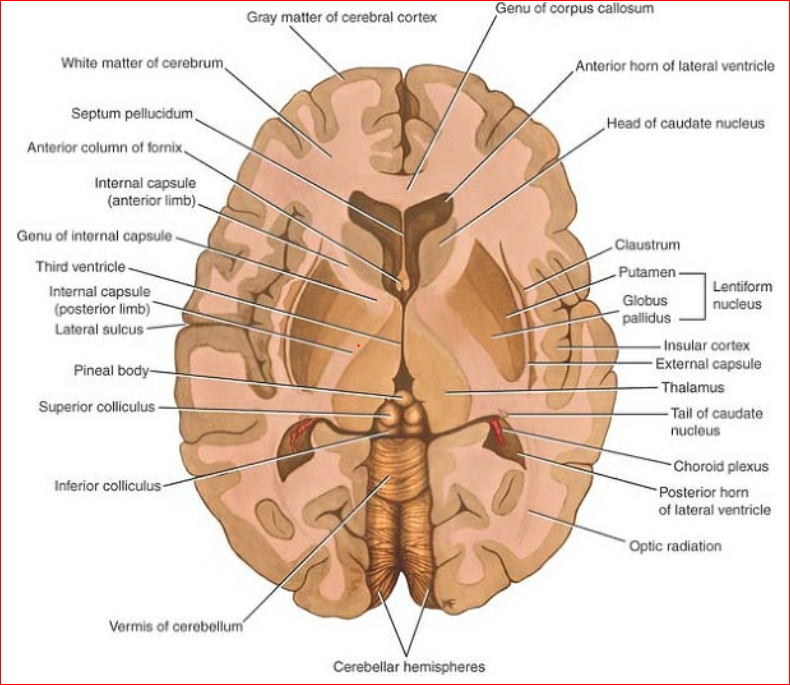 Gray matter of cerebral cortex
Genu of corpus callosum
White matter of cerebrum
Anterior horn of lateral ventricle
Septum pellucidum
Head of caudate nucleus
Anterior column of fornix
Internal capsule
(anterior limb)
Genu of internal capsule
Claustrum
Third ventricle
Putamen
Lentiform
nucleus
Internal capsule
(posterior limb)
Globus
pallidus
Lateral sulcus
Insular cortex
External capsule
Pineal body
Thalamus
Superior colliculus
Tail of caudate
nucleus
Choroid plexus
Inferior colliculus
Posterior horn
of lateral ventricle
Optic radiation
Vermis of cerebellum
Cerebellar hemispheres